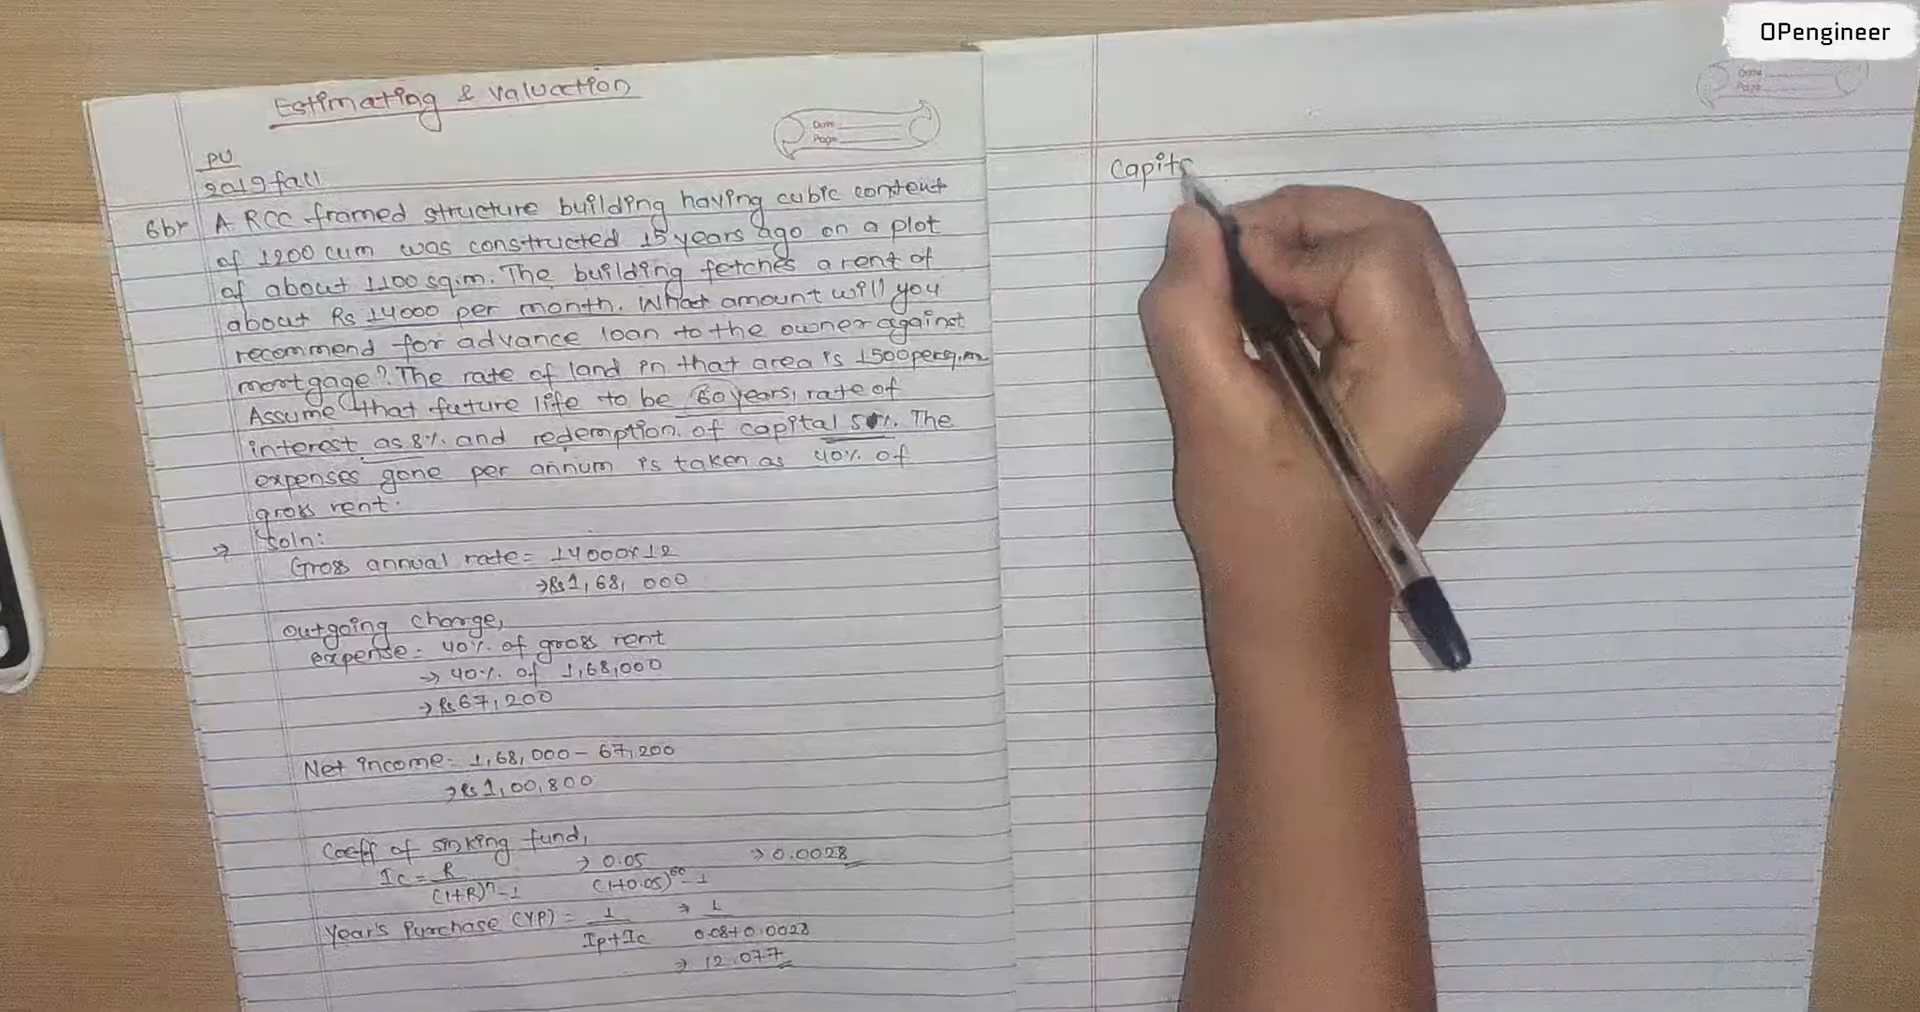 OPengineer
Estimating & valuation
Date
Page
PU
2019 fall
6b) A RCC framed structure building having cubic content
of 1200 cum was constructed 15 years ago on a plot
of about 1100 sq.m. The building fetches a rent of
about Rs 14000 per month. What amount will you
recommend for advance loan to the owner against
mortgage? The rate of land in that area is 1500 per sq.m
Assume that future life to be 60 years, rate of
interest as 8% and redemption of capital 5%. The
expenses gone per annum is taken as 40% of
gross rent.
⇒ Soln:
Gross annual rate = 14000×12
⇒ Rs 1,68,000
Outgoing charge,
expense = 40% of gross rent
→ 40% of 1,68,000
→ Rs 67,200
Net income = 1,68,000 - 67,200
⇒ Rs 1,00,800
Coeff of sinking fund,
Ic = R / (1+R)^n - 1 ⇒ 0.05 / (1+0.05)^60 - 1 ⇒ 0.0028
Year's Purchase (YP) = 1 / Ip+Ic ⇒ 1 / 0.08+0.0028
⇒ 12.077
Date
Page
Capita